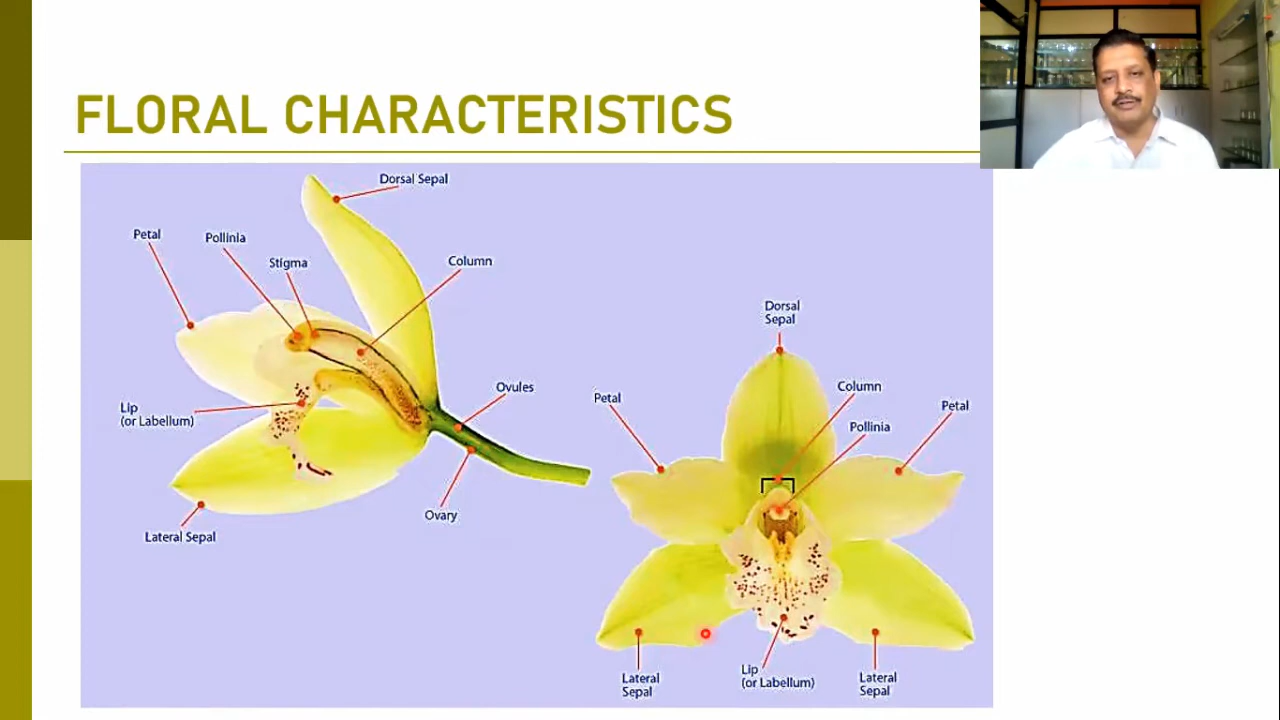 FLORAL CHARACTERISTICS
Dorsal Sepal
Petal
Pollinia
Stigma
Column
Lip
(or Labellum)
Ovules
Ovary
Lateral Sepal
Dorsal
Sepal
Petal
Column
Pollinia
Petal
Lateral
Sepal
Lip
(or Labellum)
Lateral
Sepal